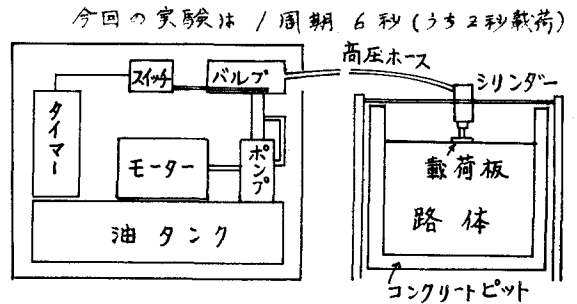 今回の実験は1周期6秒(うち2秒載荷)
スイッチ
バルブ
高圧ホース
シリンダー
タイマー
モーター
ポンプ
油タンク
載荷板
路体
コンクリートピット